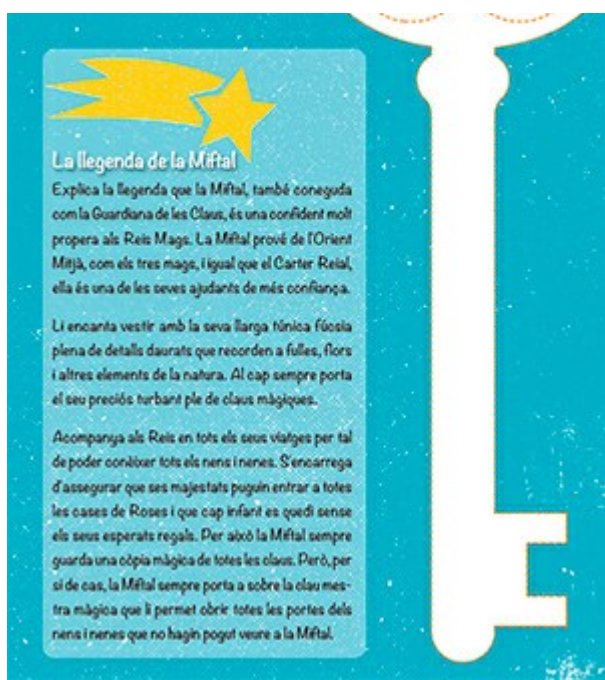 La llegenda de la Miftal
Explica la llegenda que la Miftal, també coneguda
com la Guardiana de les Claus, és una confident molt
propera als Reis Mags. La Miftal prové de l'Orient
Mitjà, com els tres mags, i igual que el Carter Reial,
ella és una de les seves ajudants de més confiança.
Li encanta vestir amb la seva llarga túnica fúcsia
plena de detalls daurats que recorden a fulles, flors
i altres elements de la natura. Al cap sempre porta
el seu preciós turbant ple de claus màgiques.
Acompanya als Reis en tots els seus viatges per tal
de poder conèixer tots els nens i nenes. S'encarrega
d'assegurar que ses majestats puguin entrar a totes
les cases de Roses i que cap infant es quedi sense
els seus esperats regals. Per això la Miftal sempre
guarda una còpia màgica de totes les claus. Però, per
si de cas, la Miftal sempre porta a sobre la clau mes-
tra màgica que li permet obrir totes les portes dels
nens i nenes que no hagin pogut veure a la Miftal.